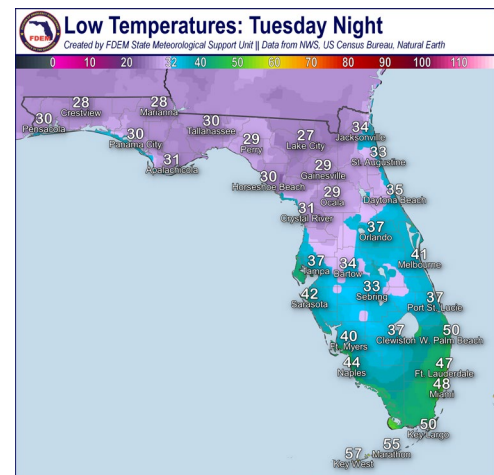 FDEM
Low Temperatures: Tuesday Night
Created by FDEM State Meteorological Support Unit || Data from NWS, US Census Bureau, Natural Earth
0 10 20 32 40 50 60 70 80 90 100 110
28
Crestview
28
Marianna
30
Pensacola
30
Panama City
30
Tallahassee
31
Apalachicola
29
Perry
27
Lake City
34
Jacksonville
33
St. Augustine
29
Gainesville
30
Horseshoe Beach
29
Ocala
35
Daytona Beach
31
Crystal River
37
Orlando
41
Melbourne
37
Tampa
34
Bartow
33
Sebring
42
Sarasota
37
Port St. Lucie
40
Ft. Myers
37
Clewiston
50
W. Palm Beach
44
Naples
47
Ft. Lauderdale
48
Miami
50
Key Largo
55
Marathon
57
Key West